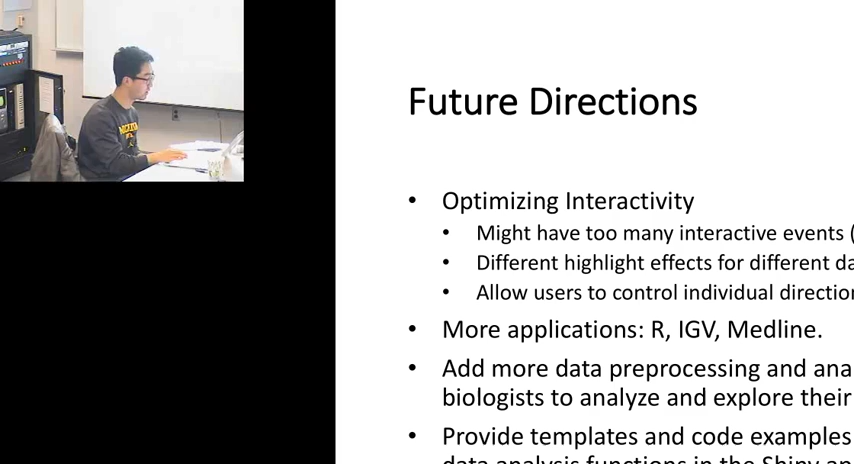 Future Directions
• Optimizing Interactivity
• Might have too many interactive events (
• Different highlight effects for different da
• Allow users to control individual direction
• More applications: R, IGV, Medline.
• Add more data preprocessing and ana
biologists to analyze and explore their
• Provide templates and code examples
data analysis functions in the Shiny an